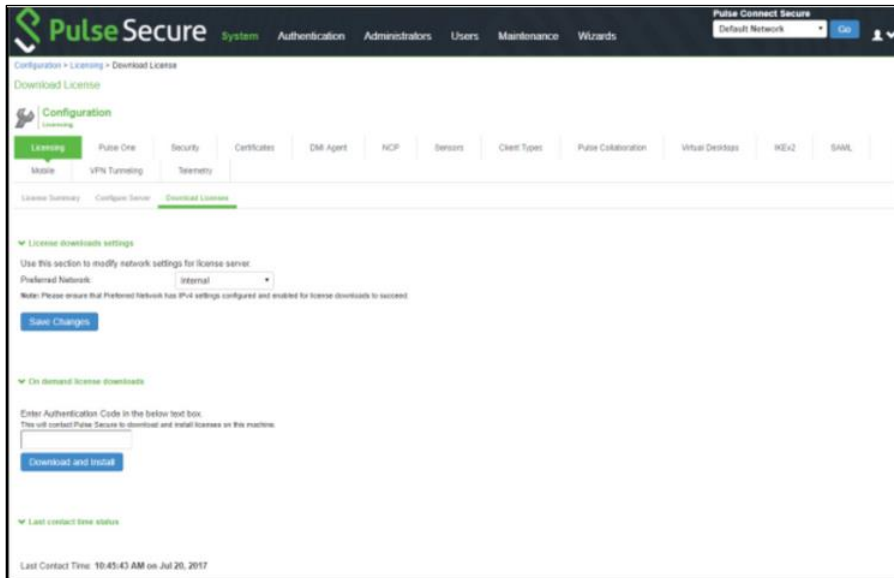 Pulse Secure
System Authentication Administrators Users Maintenance Wizards
Pulse Connect Secure
Default Network Go
Configuration > Licensing > Download License
Download License
Configuration
Licensing
Licensing Pulse One Security Certificates DMI Agent NCP Sensors Client Types Pulse Collaboration Virtual Desktops IKEv2 SAML
Mobile VPN Tunneling Telemetry
License Summary Configure Server Download Licenses
License downloads settings
Use this section to modify network settings for license server.
Preferred Network: Internal
Note: Please ensure that Preferred Network has IPv4 settings configured and enabled for license downloads to succeed.
Save Changes
On demand license downloads
Enter Authentication Code in the below text box.
This will contact Pulse Secure to download and install licenses on this machine.
Download and Install
Last contact time status
Last Contact Time: 10:45:43 AM on Jul 20, 2017